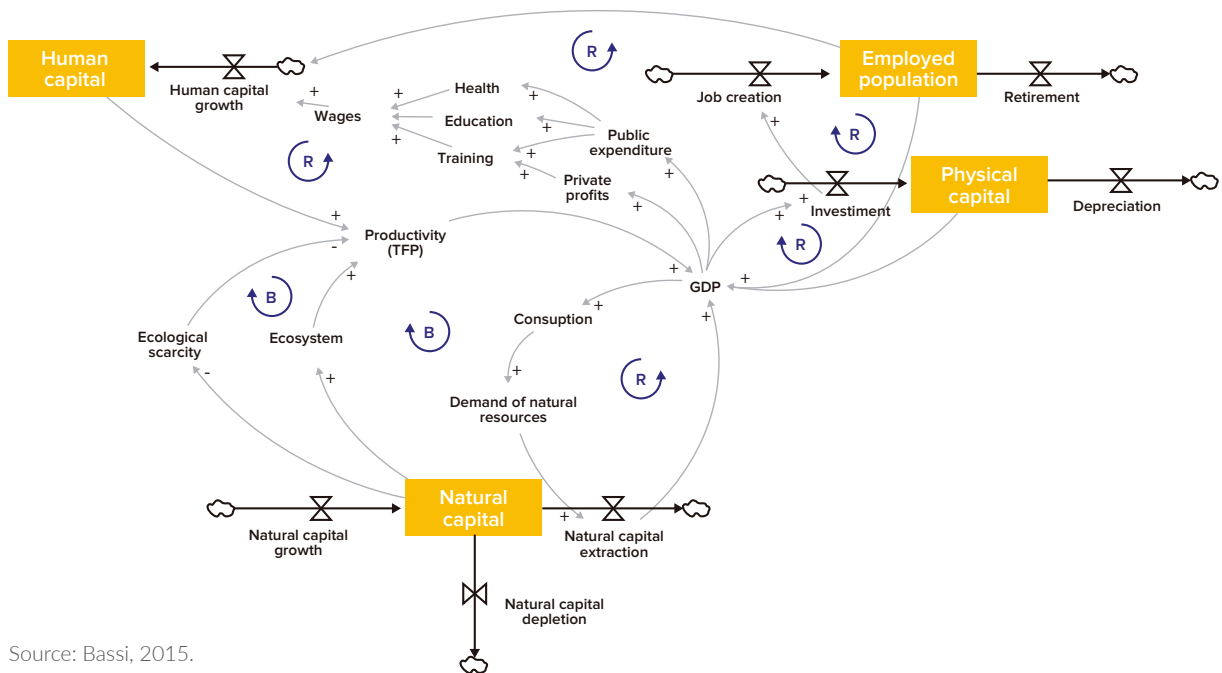 Human
capital
Human capital
growth
+
Wages
Health
+
+
Education
+
+
Training
+
+
Public
expenditure
Private
profits
+
+
+
R
R
Job creation
Employed
population
Retirement
R
+
Investiment
+
+
Physical
capital
Depreciation
R
+
-
Productivity
(TFP)
+
+
GDP
+
+
B
Ecological
scarcity
-
Ecosystem
+
B
Consuption
+
+
R
Demand of natural
resources
Natural capital
growth
Natural
capital
+
Natural capital
extraction
Natural capital
depletion
Source: Bassi, 2015.